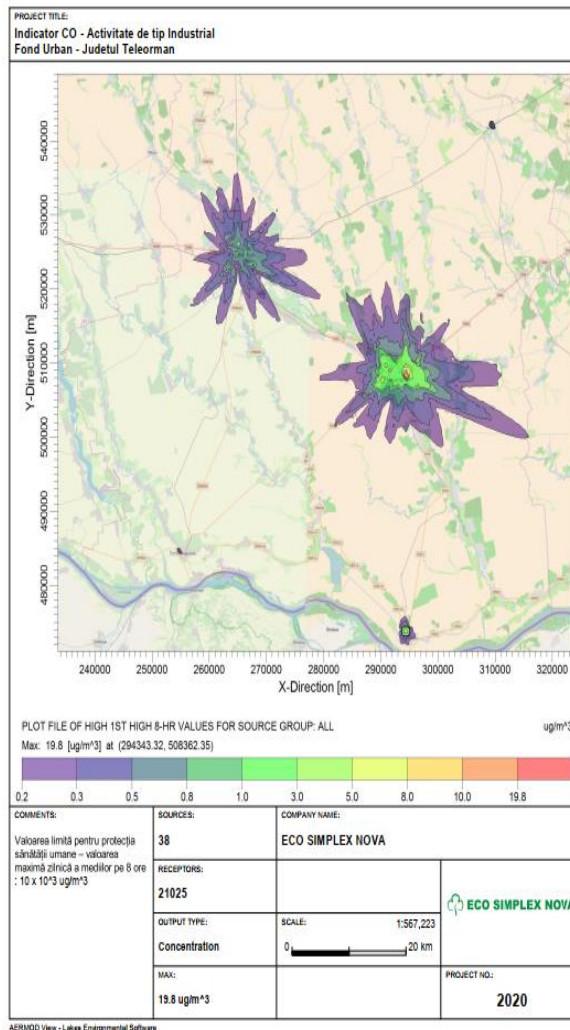 PROJECT TITLE:
Indicator CO - Activitate de tip Industrial
Fond Urban - Judetul Teleorman
Y-Direction [m]
540000
530000
520000
510000
500000
490000
480000
240000 250000 260000 270000 280000 290000 300000 310000 320000
X-Direction [m]
PLOT FILE OF HIGH 1ST HIGH 8-HR VALUES FOR SOURCE GROUP: ALL
ug/m^3
Max: 19.8 [ug/m^3] at (294343.32, 508362.35)
0.2 0.3 0.5 0.8 1.0 3.0 5.0 8.0 10.0 19.8
COMMENTS:
Valoarea limită pentru protecția
sănătății umane – valoarea
maximă zilnică a mediilor pe 8 ore
: 10 x 10^3 ug/m^3
SOURCES:
38
COMPANY NAME:
ECO SIMPLEX NOVA
RECEPTORS:
21025
ECO SIMPLEX NOVA
OUTPUT TYPE:
Concentration
SCALE: 1:567,223
0 20 km
MAX:
19.8 ug/m^3
PROJECT NO.:
2020
AERMOD View - Lakes Environmental Software